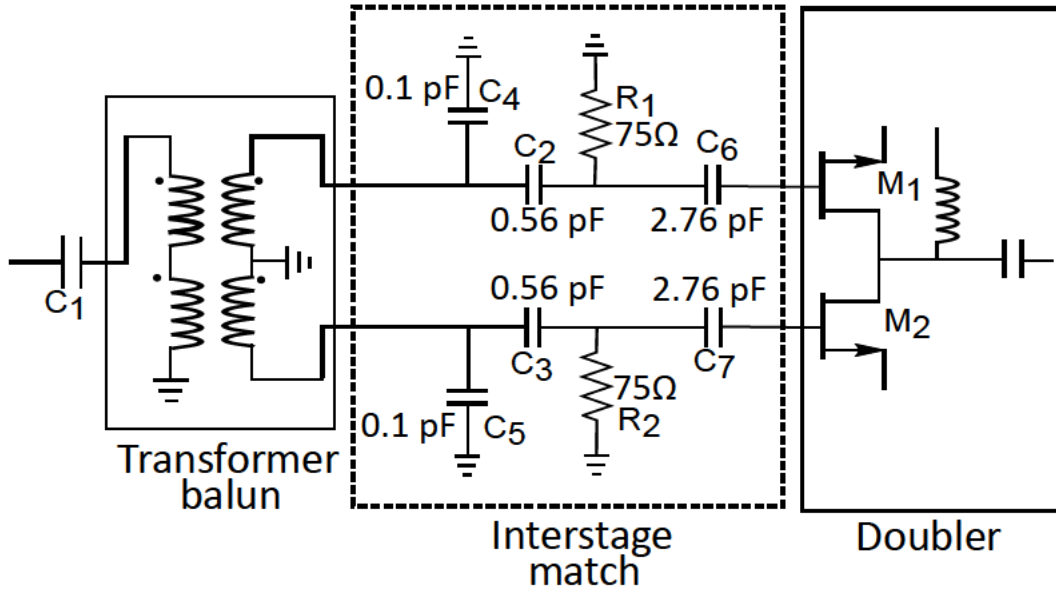 0.1 pF
C4
R1
75Ω
C2
C6
0.56 pF
2.76 pF
M1
C1
0.56 pF
2.76 pF
C3
C7
M2
75Ω
R2
0.1 pF
C5
Transformer
balun
Interstage
match
Doubler